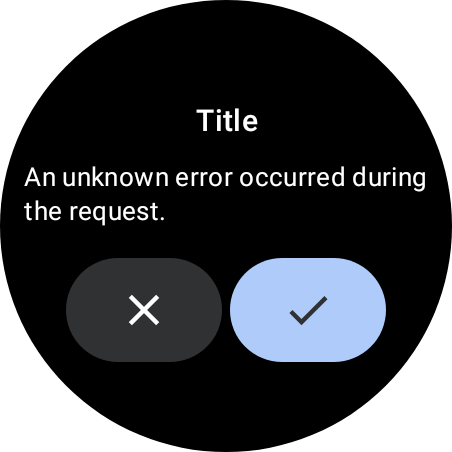 Title
An unknown error occurred during
the request.